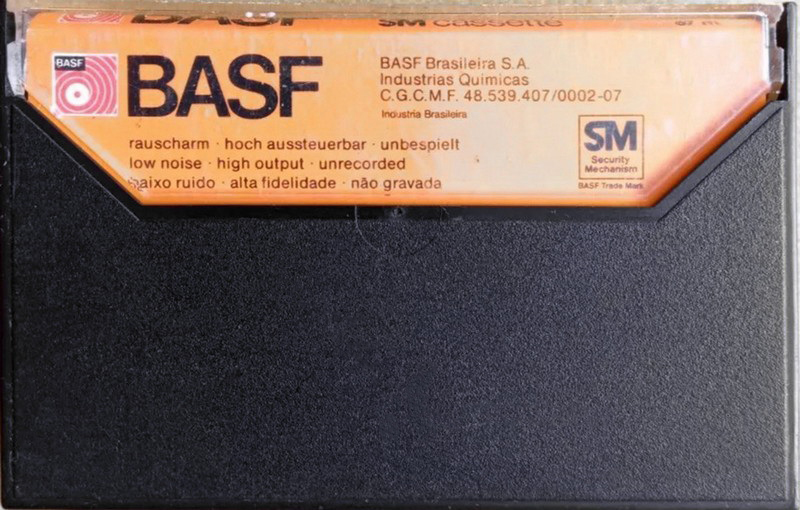 BASF
SM cassette
BASF
BASF
BASF Brasileira S.A.
Industrias Quimicas
C.G.C.M.F. 48.539.407/0002-07
Industria Brasileira
rauscharm · hoch aussteuerbar · unbespielt
low noise · high output · unrecorded
baixo ruido · alta fidelidade · não gravada
SM
Security
Mechanism
BASF Trade Mark